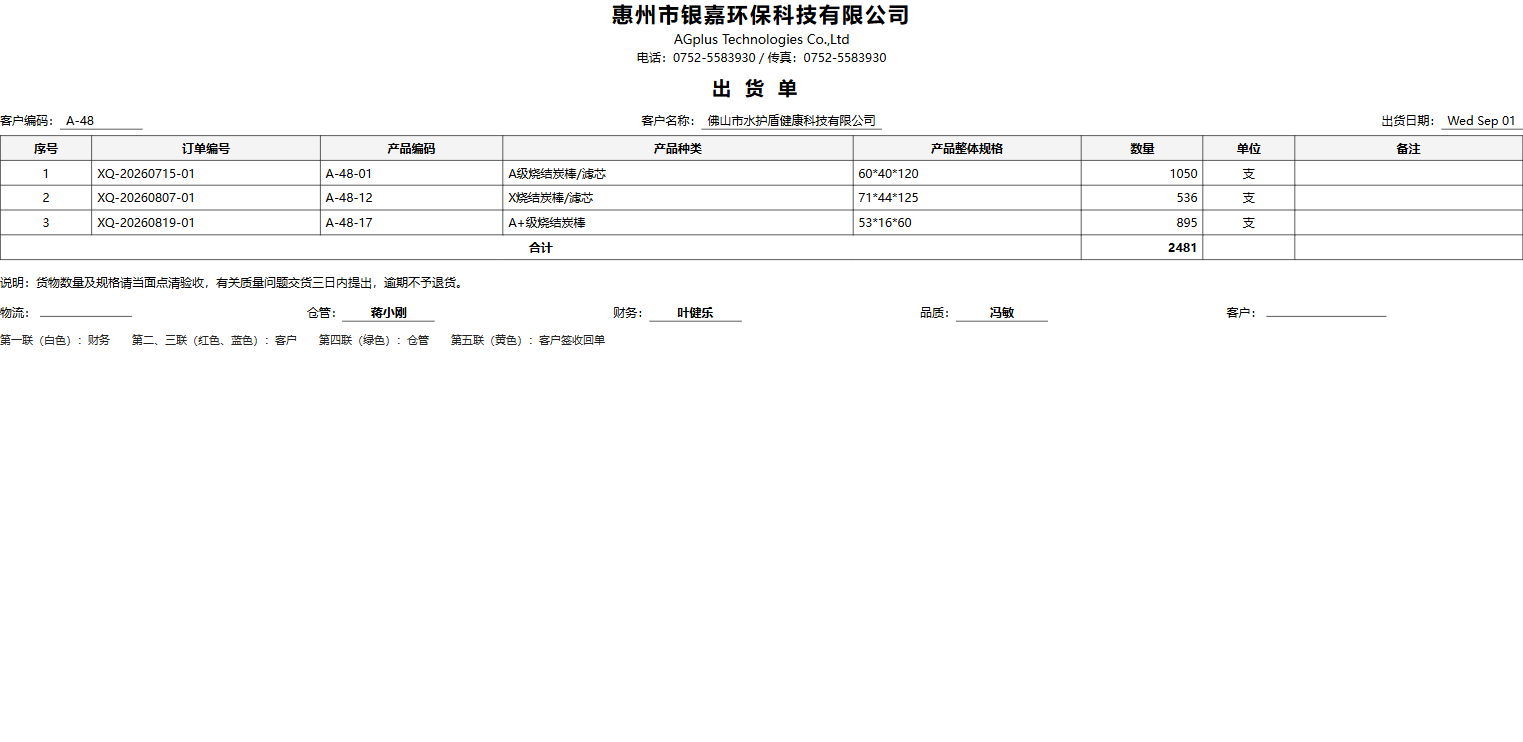 惠州市银嘉环保科技有限公司
AGplus Technologies Co.,Ltd
电话：0752-5583930 / 传真：0752-5583930
出 货 单
客户编码： A-48 客户名称： 佛山市水护盾健康科技有限公司 出货日期： Wed Sep 01
序号 订单编号 产品编码 产品种类 产品整体规格 数量 单位 备注
1 XQ-20260715-01 A-48-01 A级烧结炭棒/滤芯 60*40*120 1050 支
2 XQ-20260807-01 A-48-12 X烧结炭棒/滤芯 71*44*125 536 支
3 XQ-20260819-01 A-48-17 A+级烧结炭棒 53*16*60 895 支
合计 2481
说明：货物数量及规格请当面点清验收，有关质量问题交货三日内提出，逾期不予退货。
物流： 仓管： 蒋小刚 财务： 叶健乐 品质： 冯敏 客户：
第一联（白色）：财务 第二、三联（红色、蓝色）：客户 第四联（绿色）：仓管 第五联（黄色）：客户签收回单